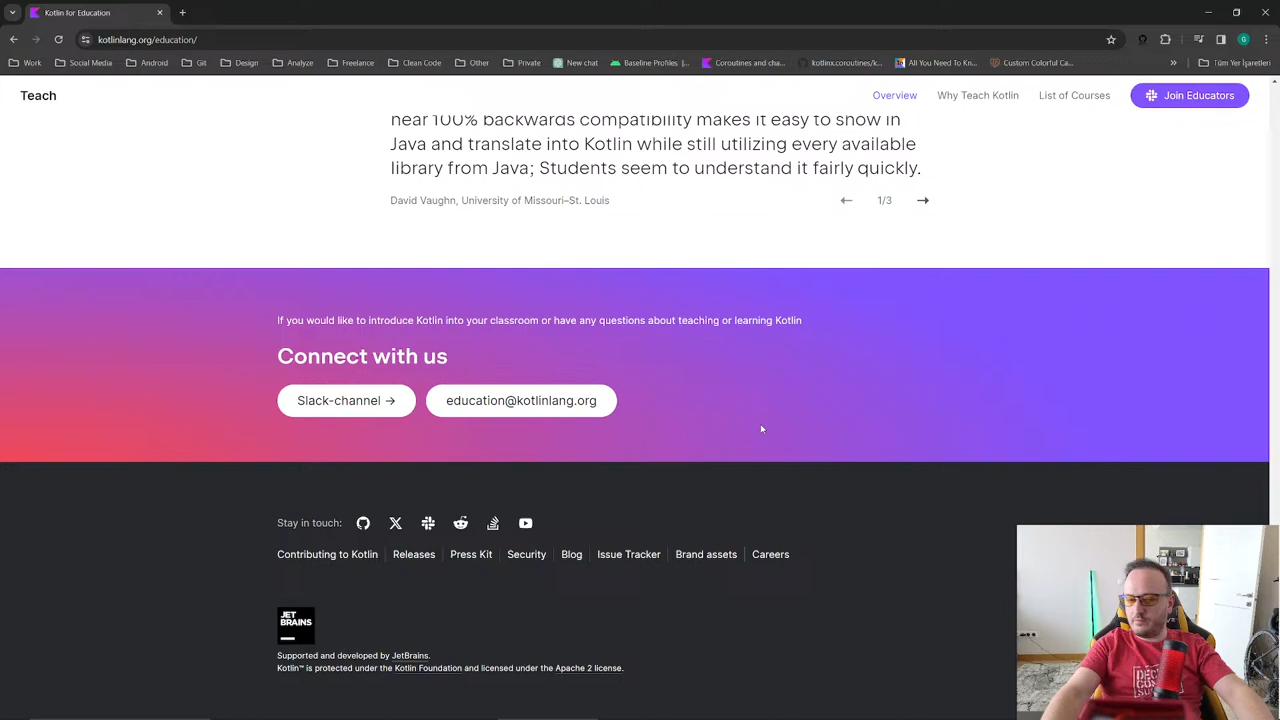 Kotlin for Education
kotlinlang.org/education/
G
Work Social Media Android Git Design Analyze Freelance Clean Code Other Private New chat Baseline Profiles | Coroutines and cha... kotlinx.coroutines/k... All You Need To Kn... Custom Colorful Ca... Tüm Yer İşaretleri
Teach Overview Why Teach Kotlin List of Courses Join Educators
near 100% backwards compatibility makes it easy to show in
Java and translate into Kotlin while still utilizing every available
library from Java; Students seem to understand it fairly quickly.
David Vaughn, University of Missouri–St. Louis ← 1/3 →
If you would like to introduce Kotlin into your classroom or have any questions about teaching or learning Kotlin
Connect with us
Slack-channel → education@kotlinlang.org
Stay in touch:
Contributing to Kotlin Releases Press Kit Security Blog Issue Tracker Brand assets Careers
JET
BRAINS
Supported and developed by JetBrains.
Kotlin™ is protected under the Kotlin Foundation and licensed under the Apache 2 license.